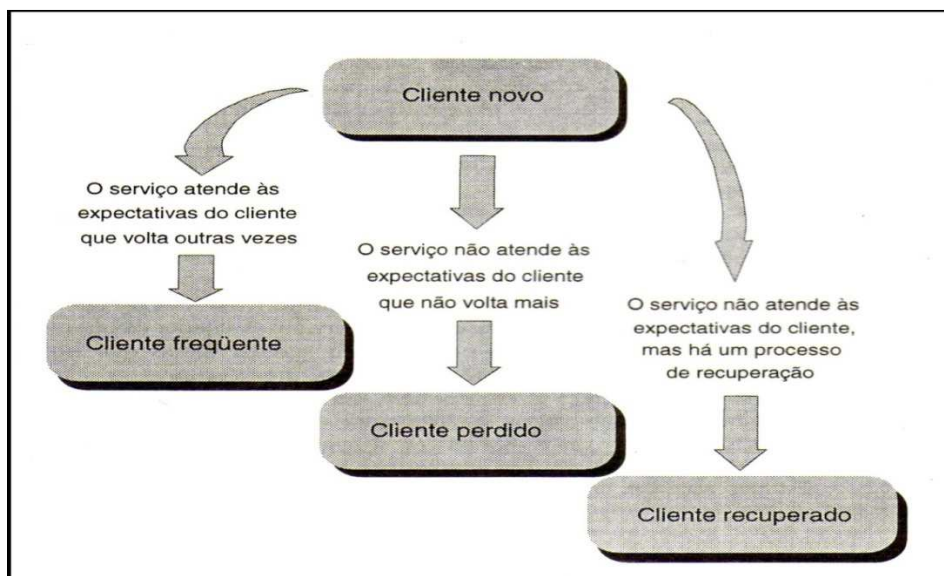 Cliente novo
O serviço atende às
expectativas do cliente
que volta outras vezes
Cliente freqüente
O serviço não atende às
expectativas do cliente
que não volta mais
Cliente perdido
O serviço não atende às
expectativas do cliente,
mas há um processo
de recuperação
Cliente recuperado